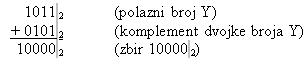 1011|₂ (polazni broj Y)
+ 0101|₂ (komplement dvojke broja Y)
10000|₂ (zbir 10000|₂)